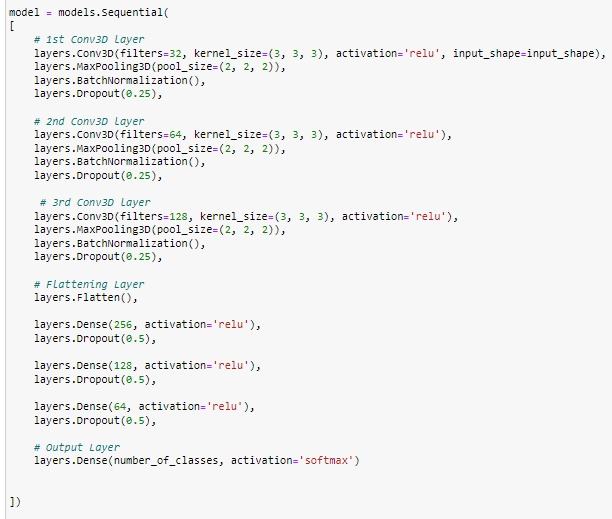 model = models.Sequential(
[
    # 1st Conv3D layer
    layers.Conv3D(filters=32, kernel_size=(3, 3, 3), activation='relu', input_shape=input_shape),
    layers.MaxPooling3D(pool_size=(2, 2, 2)),
    layers.BatchNormalization(),
    layers.Dropout(0.25),

    # 2nd Conv3D layer
    layers.Conv3D(filters=64, kernel_size=(3, 3, 3), activation='relu'),
    layers.MaxPooling3D(pool_size=(2, 2, 2)),
    layers.BatchNormalization(),
    layers.Dropout(0.25),

     # 3rd Conv3D layer
    layers.Conv3D(filters=128, kernel_size=(3, 3, 3), activation='relu'),
    layers.MaxPooling3D(pool_size=(2, 2, 2)),
    layers.BatchNormalization(),
    layers.Dropout(0.25),

    # Flattening Layer
    layers.Flatten(),

    layers.Dense(256, activation='relu'),
    layers.Dropout(0.5),

    layers.Dense(128, activation='relu'),
    layers.Dropout(0.5),

    layers.Dense(64, activation='relu'),
    layers.Dropout(0.5),

    # Output Layer
    layers.Dense(number_of_classes, activation='softmax')


])